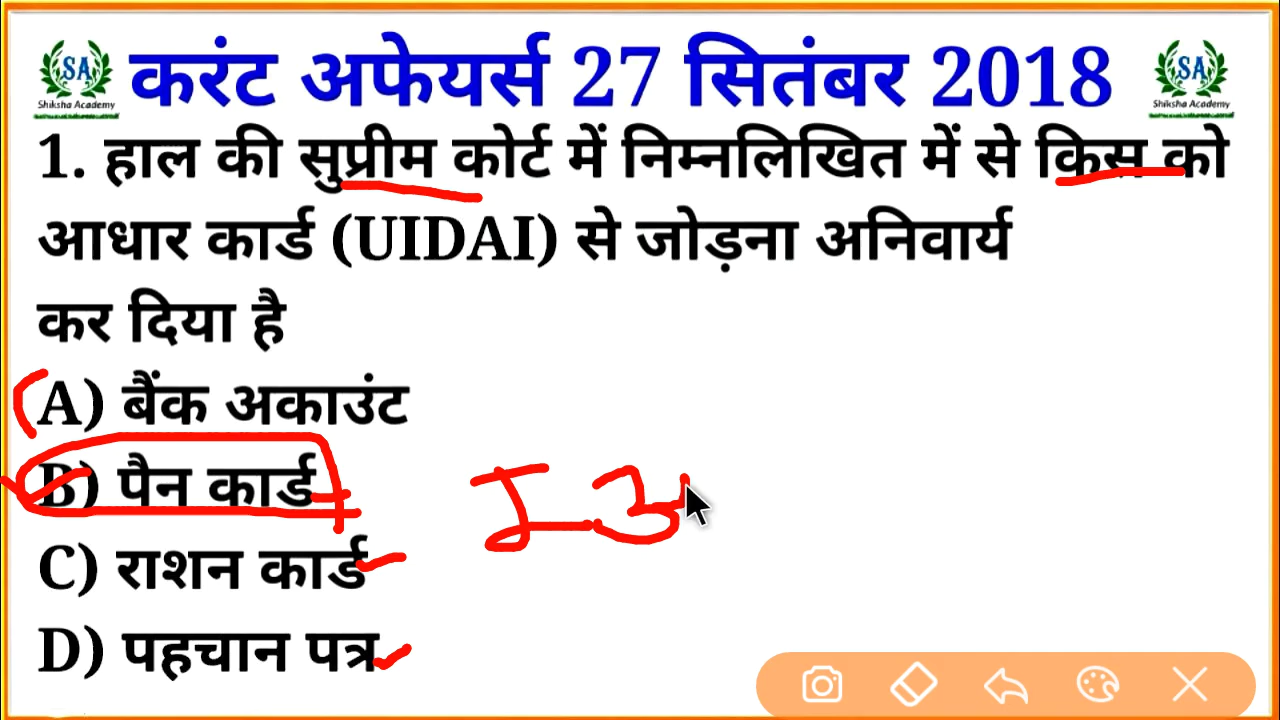 SA करंट अफेयर्स 27 सितंबर 2018 SA
Shiksha Academy Shiksha Academy
1. हाल की सुप्रीम कोर्ट में निम्नलिखित में से किस को
आधार कार्ड (UIDAI) से जोड़ना अनिवार्य
कर दिया है
A) बैंक अकाउंट
B) पैन कार्ड
C) राशन कार्ड
D) पहचान पत्र